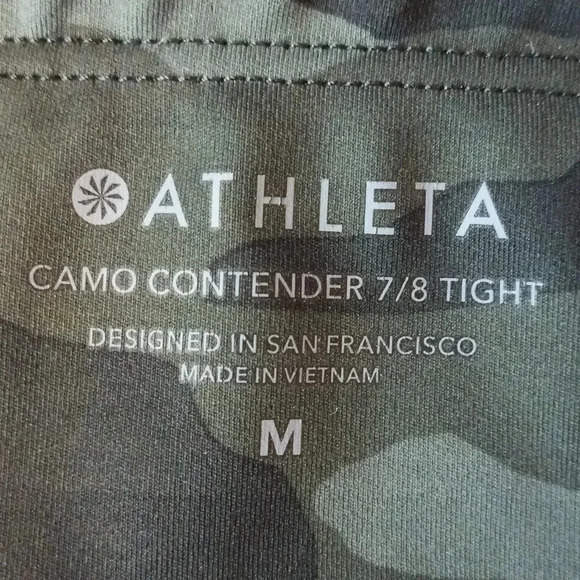 ATHLETA
CAMO CONTENDER 7/8 TIGHT
DESIGNED IN SAN FRANCISCO
MADE IN VIETNAM
M